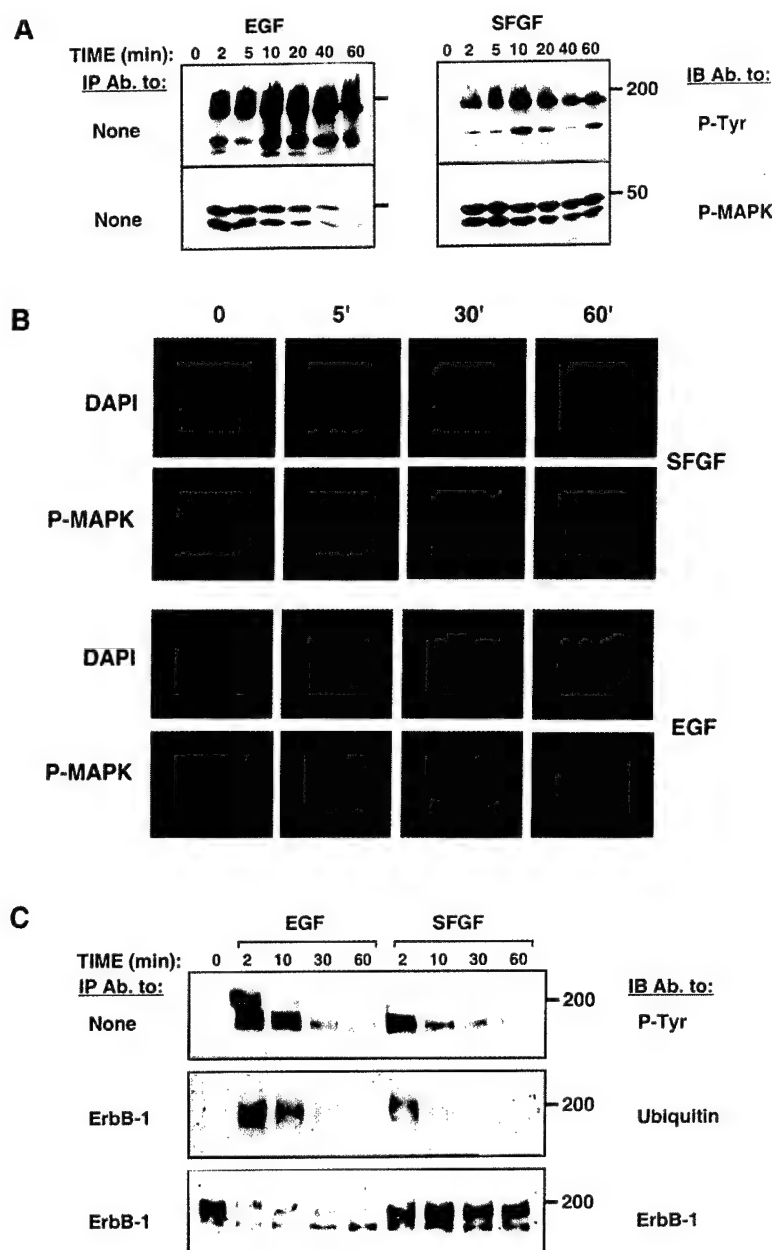 A
EGF SFGF
TIME (min): 0 2 5 10 20 40 60 0 2 5 10 20 40 60
IP Ab. to: IB Ab. to:
200
None P-Tyr
50
None P-MAPK
B
0 5' 30' 60'
DAPI
SFGF
P-MAPK
DAPI
EGF
P-MAPK
C
EGF SFGF
TIME (min): 0 2 10 30 60 2 10 30 60
IP Ab. to: IB Ab. to:
200
None P-Tyr
200
ErbB-1 Ubiquitin
200
ErbB-1 ErbB-1